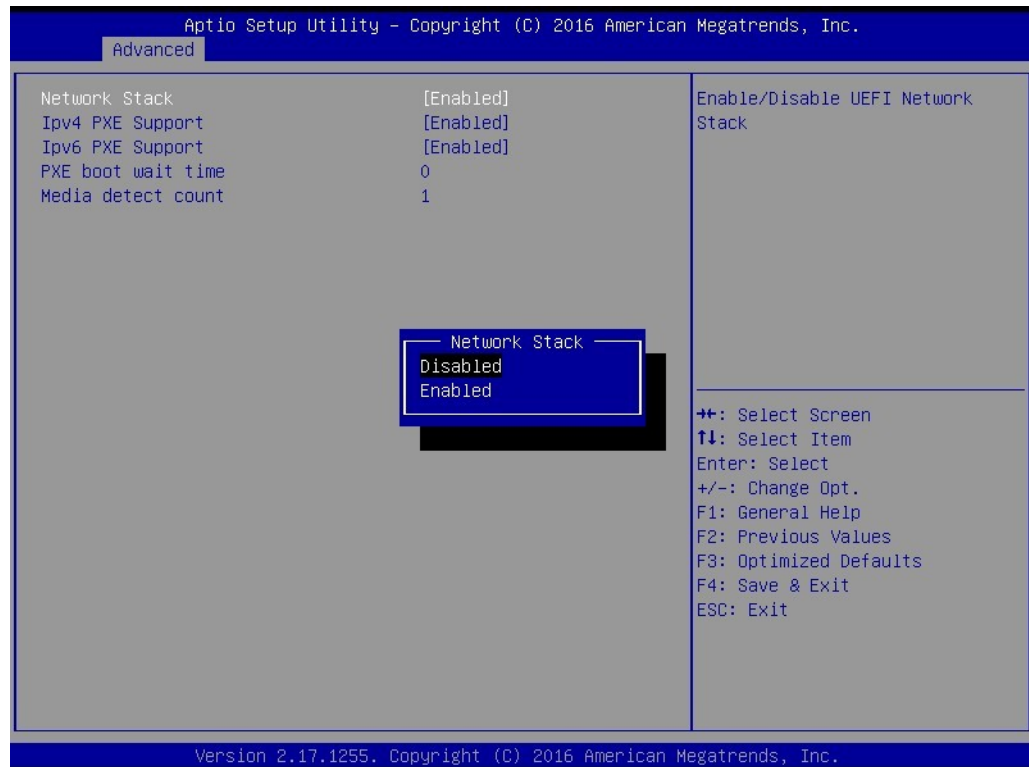 Aptio Setup Utility – Copyright (C) 2016 American Megatrends, Inc.
Advanced
Network Stack [Enabled]
Ipv4 PXE Support [Enabled]
Ipv6 PXE Support [Enabled]
PXE boot wait time 0
Media detect count 1
Enable/Disable UEFI Network
Stack
Network Stack
Disabled
Enabled
→←: Select Screen
↑↓: Select Item
Enter: Select
+/-: Change Opt.
F1: General Help
F2: Previous Values
F3: Optimized Defaults
F4: Save & Exit
ESC: Exit
Version 2.17.1255. Copyright (C) 2016 American Megatrends, Inc.